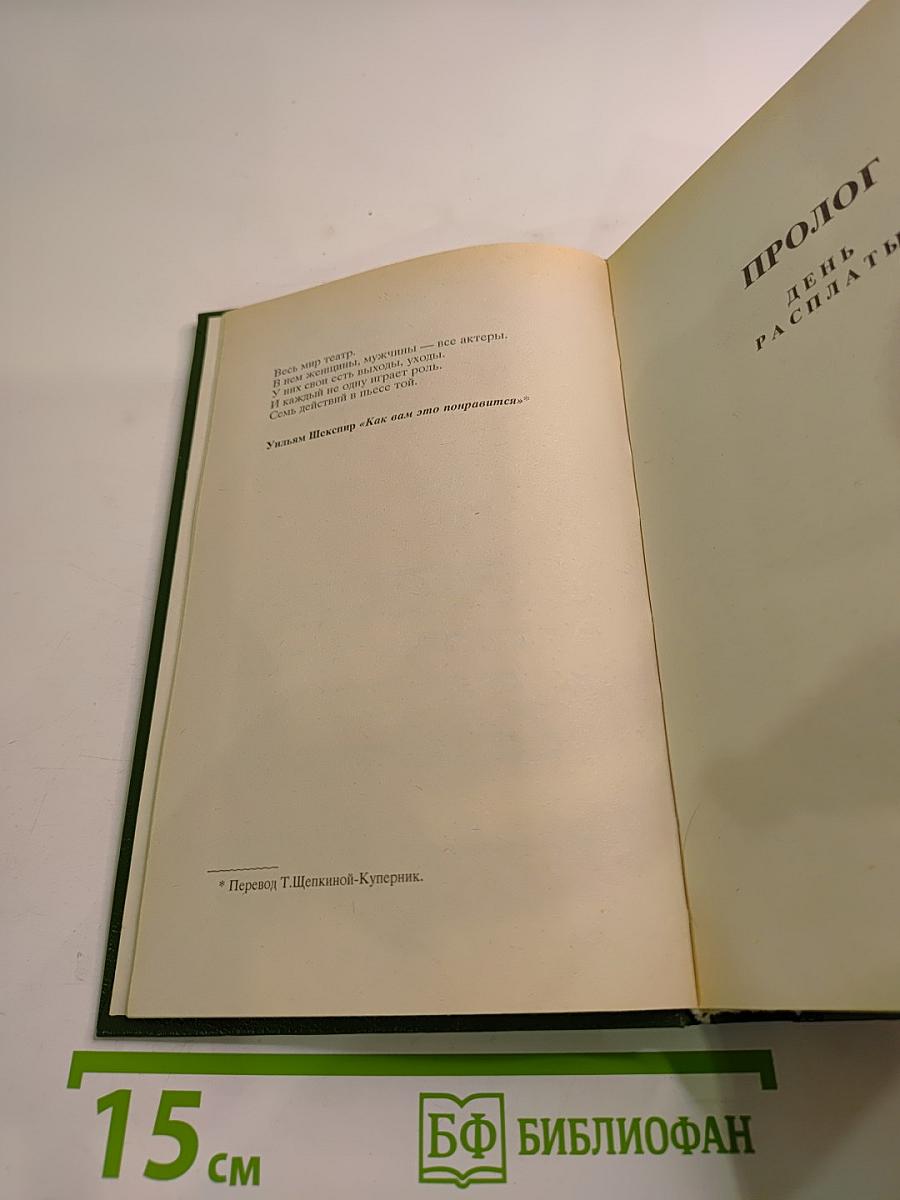 Весь мир театр.
В нем женщины, мужчины — все актеры.
У них свои есть выходы, уходы.
И каждый не одну играет роль.
Семь действий в пьесе той.
Уильям Шекспир «Как вам это понравится»*
* Перевод Т.Щепкиной-Куперник.
ПРОЛОГ
ДЕНЬ
РАСПЛАТЫ
15 см
БФ БИБЛИОФАН